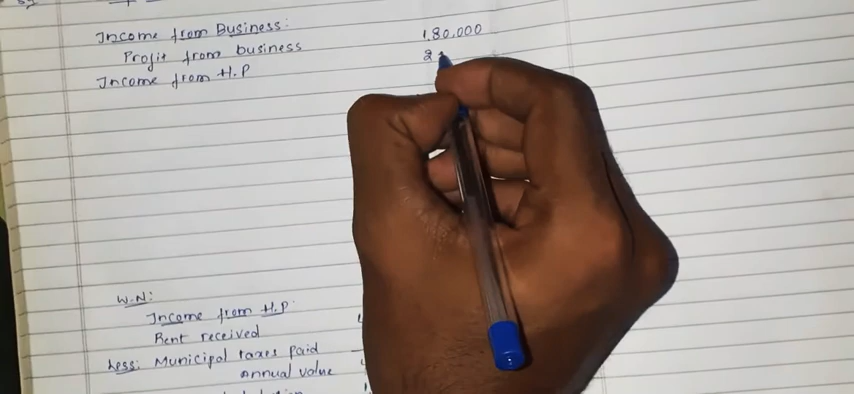 Income from Business:
Profit from business 1,80,000
Income from H.P 2
W.N:
Income from H.P
Rent received
Less: Municipal taxes paid
Annual value